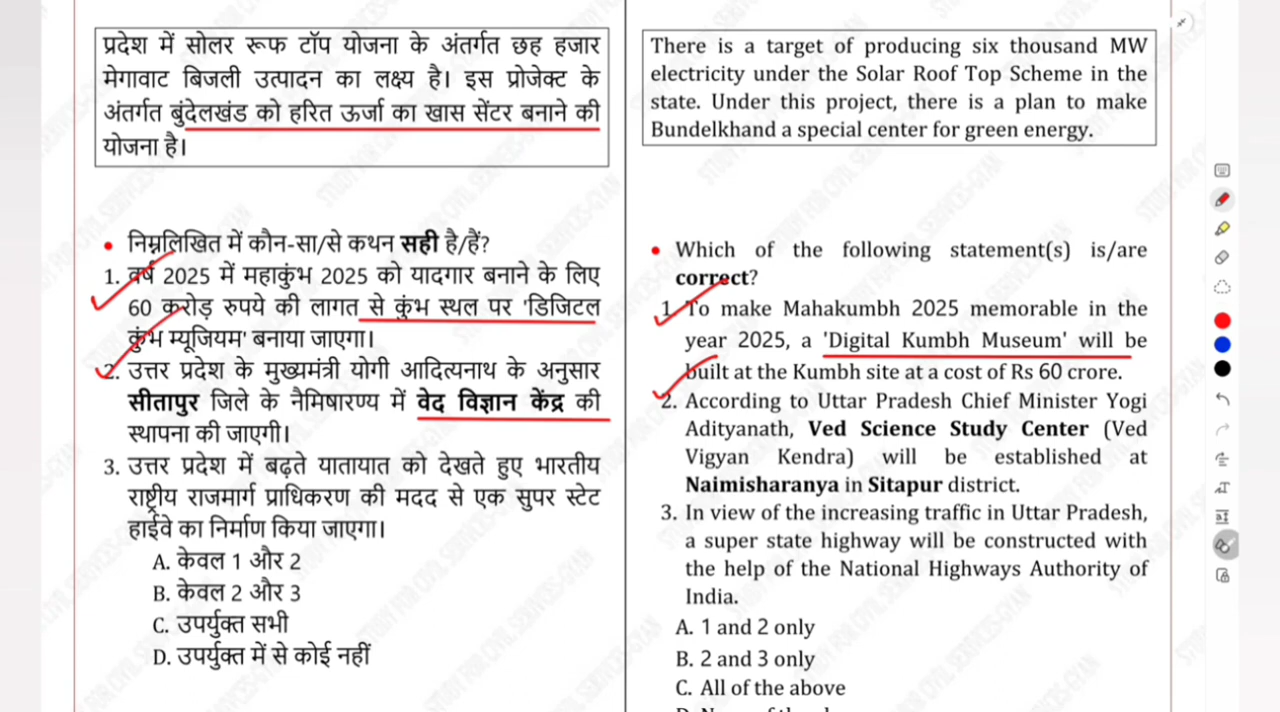 प्रदेश में सोलर रूफ टॉप योजना के अंतर्गत छह हजार
मेगावाट बिजली उत्पादन का लक्ष्य है। इस प्रोजेक्ट के
अंतर्गत बुंदेलखंड को हरित ऊर्जा का खास सेंटर बनाने की
योजना है।
• निम्नलिखित में कौन-सा/से कथन सही है/हैं?
1. वर्ष 2025 में महाकुंभ 2025 को यादगार बनाने के लिए
60 करोड़ रुपये की लागत से कुंभ स्थल पर 'डिजिटल
कुंभ म्यूजियम' बनाया जाएगा।
2. उत्तर प्रदेश के मुख्यमंत्री योगी आदित्यनाथ के अनुसार
सीतापुर जिले के नैमिषारण्य में वेद विज्ञान केंद्र की
स्थापना की जाएगी।
3. उत्तर प्रदेश में बढ़ते यातायात को देखते हुए भारतीय
राष्ट्रीय राजमार्ग प्राधिकरण की मदद से एक सुपर स्टेट
हाईवे का निर्माण किया जाएगा।
A. केवल 1 और 2
B. केवल 2 और 3
C. उपर्युक्त सभी
D. उपर्युक्त में से कोई नहीं
There is a target of producing six thousand MW
electricity under the Solar Roof Top Scheme in the
state. Under this project, there is a plan to make
Bundelkhand a special center for green energy.
• Which of the following statement(s) is/are
correct?
1. To make Mahakumbh 2025 memorable in the
year 2025, a 'Digital Kumbh Museum' will be
built at the Kumbh site at a cost of Rs 60 crore.
2. According to Uttar Pradesh Chief Minister Yogi
Adityanath, Ved Science Study Center (Ved
Vigyan Kendra) will be established at
Naimisharanya in Sitapur district.
3. In view of the increasing traffic in Uttar Pradesh,
a super state highway will be constructed with
the help of the National Highways Authority of
India.
A. 1 and 2 only
B. 2 and 3 only
C. All of the above